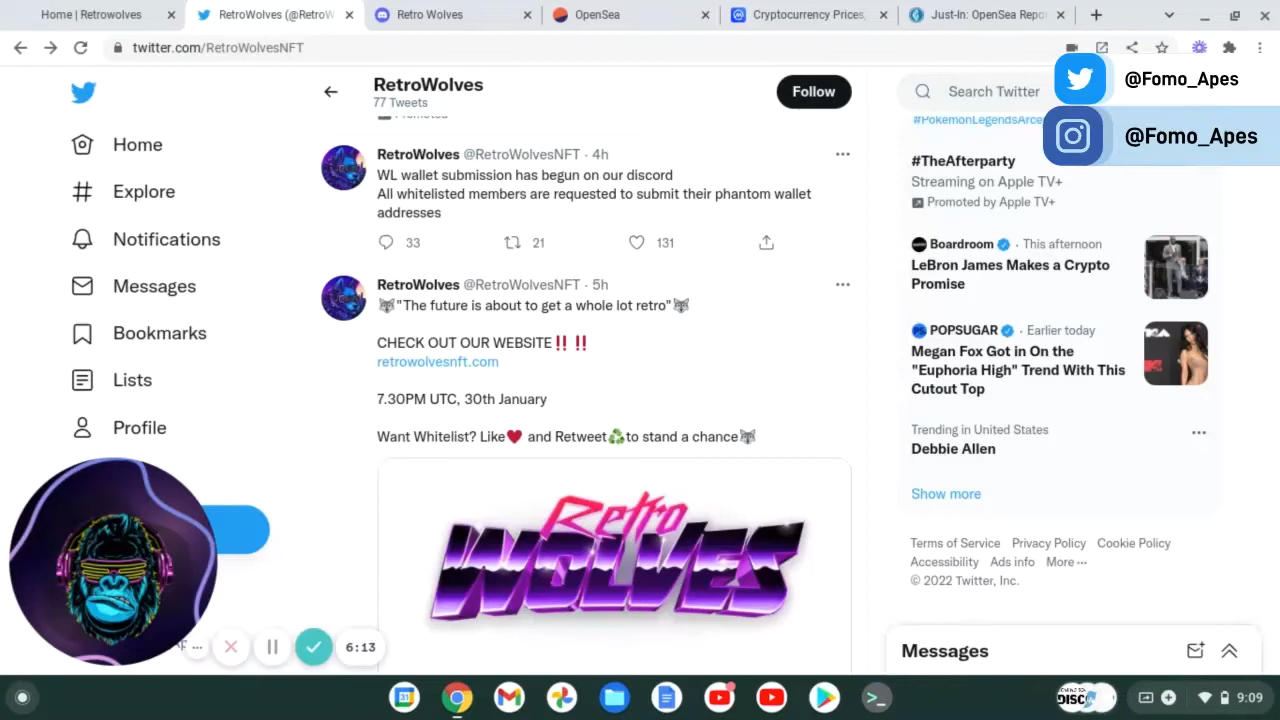 Home | Retrowolves
RetroWolves (@RetroW
Retro Wolves
OpenSea
Cryptocurrency Prices,
Just-In: OpenSea Repo
twitter.com/RetroWolvesNFT
@Fomo_Apes
@Fomo_Apes
Home
Explore
Notifications
Messages
Bookmarks
Lists
Profile
RetroWolves
77 Tweets
Follow
Promoted
RetroWolves @RetroWolvesNFT · 4h
WL wallet submission has begun on our discord
All whitelisted members are requested to submit their phantom wallet
addresses
33 21 131
RetroWolves @RetroWolvesNFT · 5h
🐺"The future is about to get a whole lot retro"🐺
CHECK OUT OUR WEBSITE‼️ ‼️
retrowolvesnft.com
7.30PM UTC, 30th January
Want Whitelist? Like♥️ and Retweet♻️to stand a chance🐺
Retro
WOLVES
Search Twitter
#PokemonLegendsArce
#TheAfterparty
Streaming on Apple TV+
Promoted by Apple TV+
Boardroom · This afternoon
LeBron James Makes a Crypto
Promise
POPSUGAR · Earlier today
Megan Fox Got in On the
"Euphoria High" Trend With This
Cutout Top
Trending in United States
Debbie Allen
Show more
Terms of Service Privacy Policy Cookie Policy
Accessibility Ads info More ···
© 2022 Twitter, Inc.
Messages
6:13
DISC
9:09